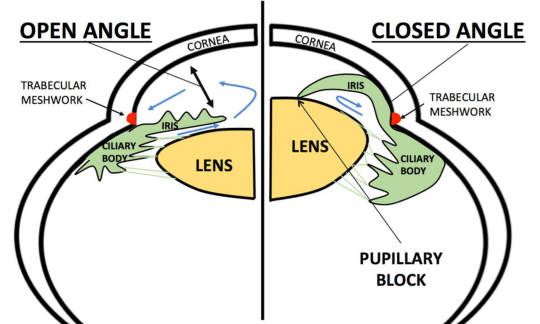 OPEN ANGLE
CORNEA
TRABECULAR
MESHWORK
IRIS
CILIARY
BODY
LENS
CLOSED ANGLE
CORNEA
IRIS
TRABECULAR
MESHWORK
LENS
CILIARY
BODY
PUPILLARY
BLOCK